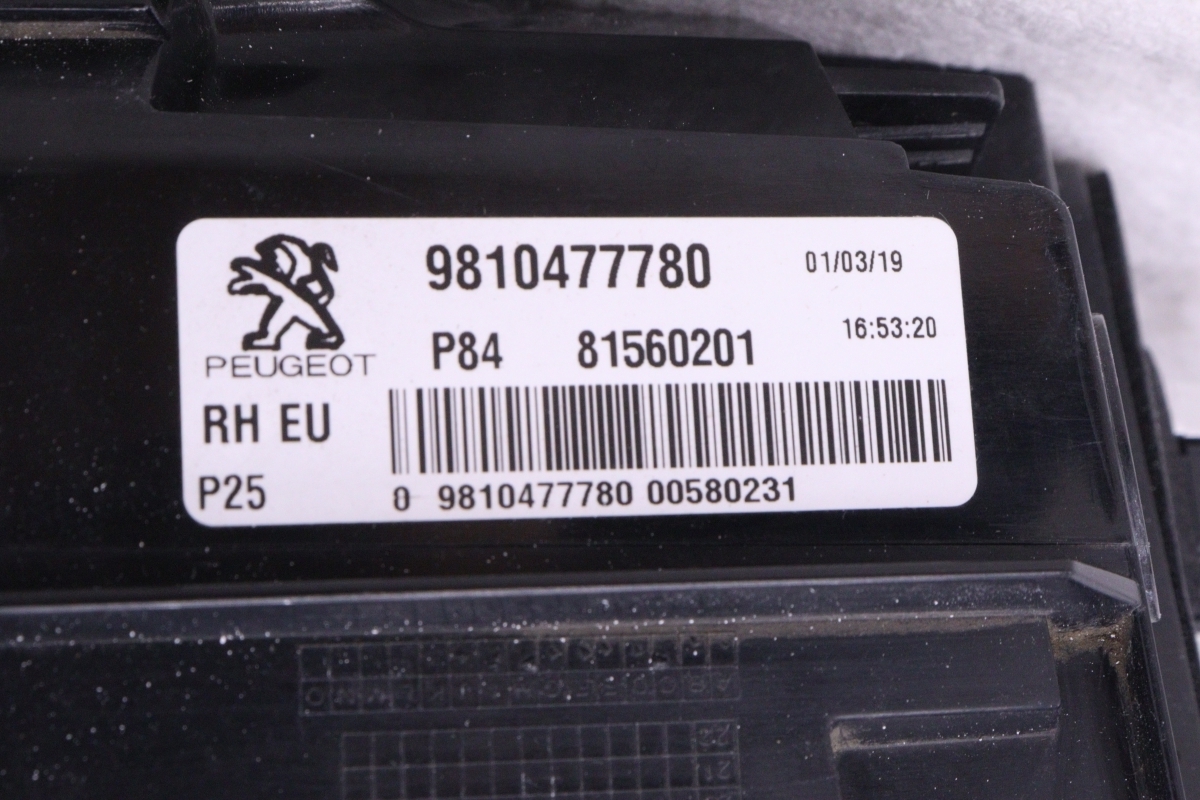 9810477780 01/03/19
P84 81560201 16:53:20
PEUGEOT
RH EU
P25
0 9810477780 00580231